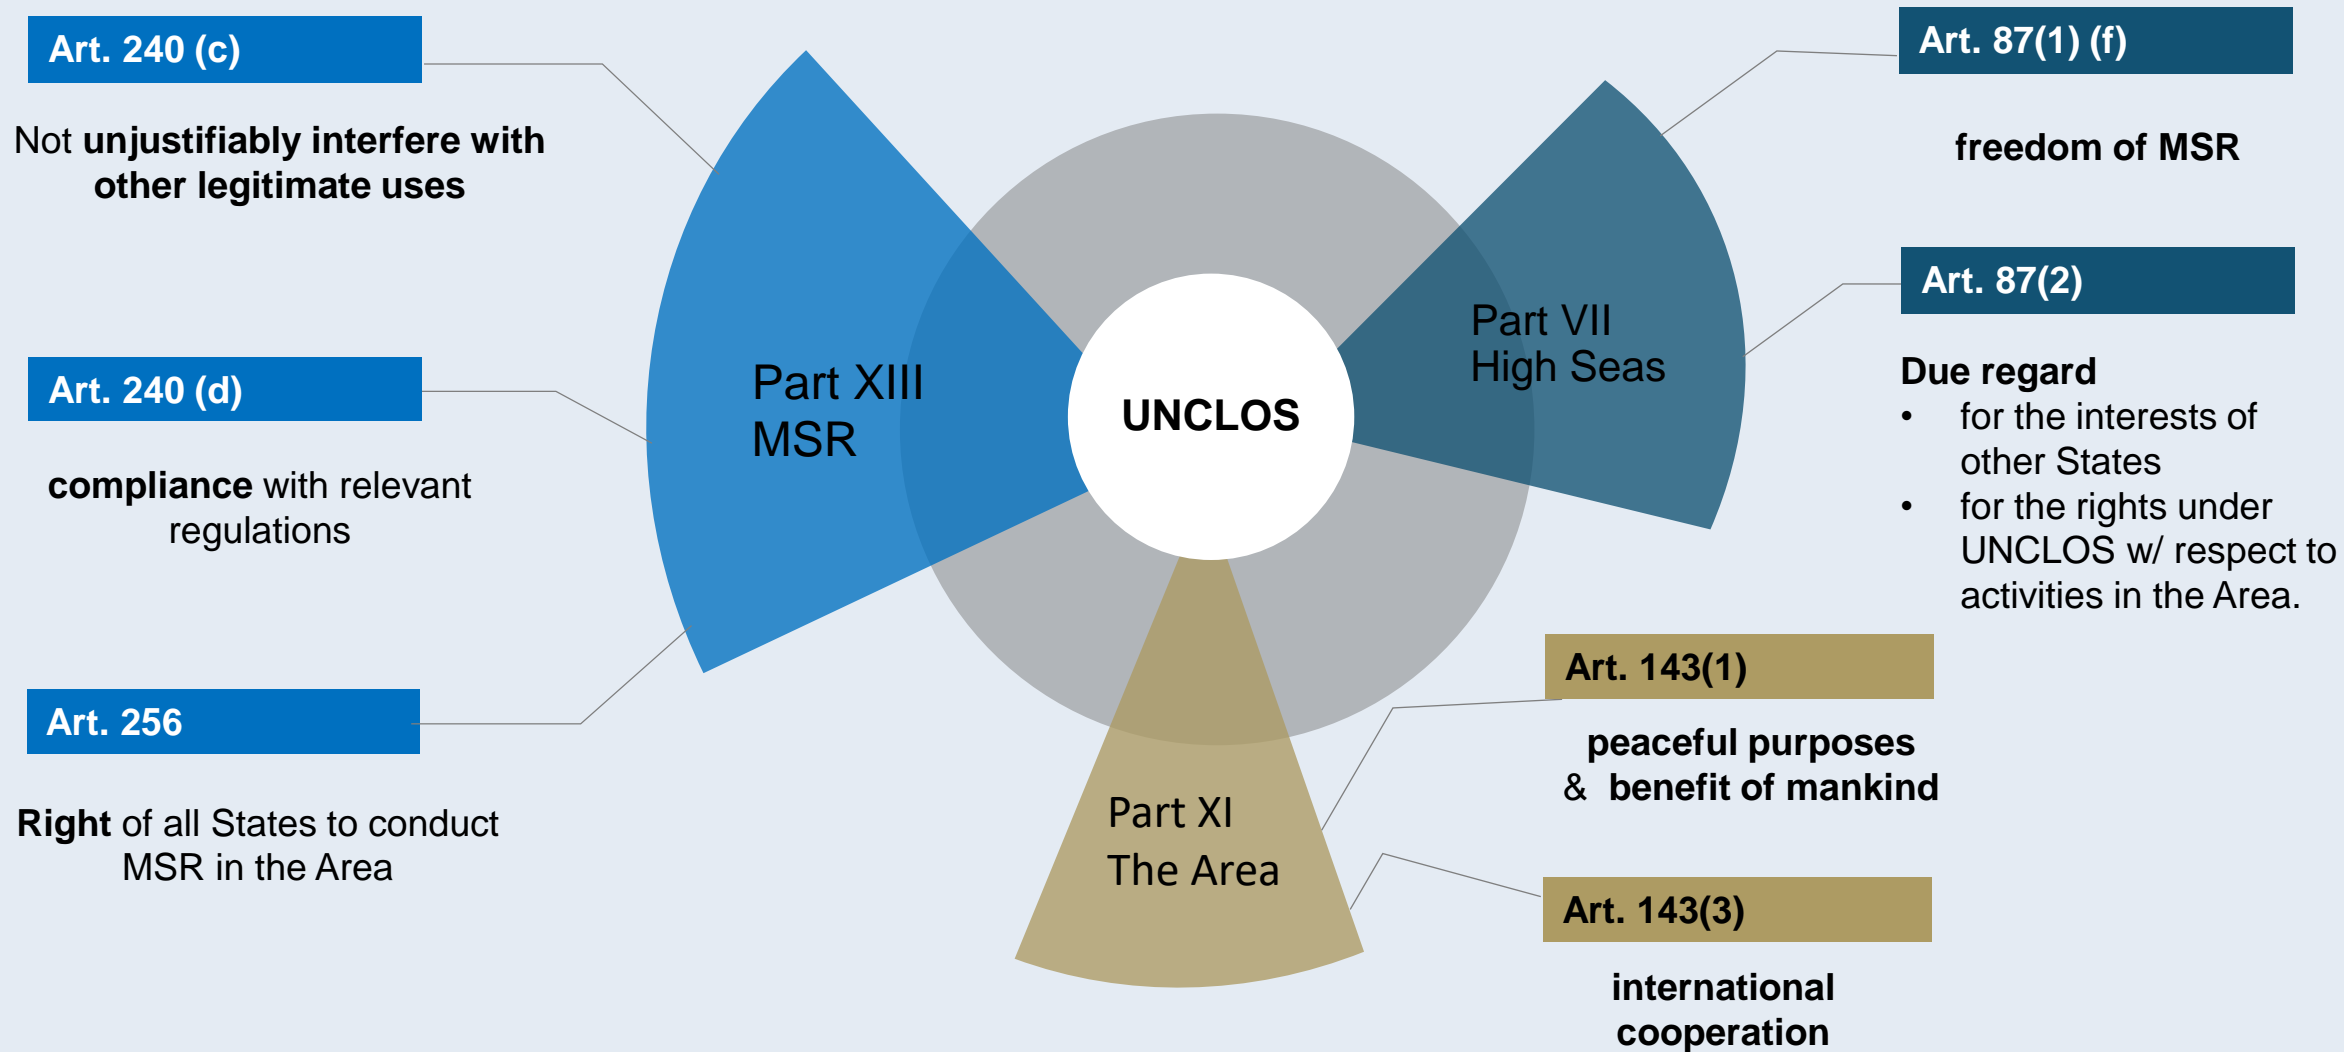 Art. 240 (c)
Not unjustifiably interfere with
other legitimate uses
Art. 240 (d)
compliance with relevant
regulations
Art. 256
Right of all States to conduct
MSR in the Area
Part XIII
MSR
UNCLOS
Part VII
High Seas
Part XI
The Area
Art. 87(1) (f)
freedom of MSR
Art. 87(2)
Due regard
• for the interests of
other States
• for the rights under
UNCLOS w/ respect to
activities in the Area.
Art. 143(1)
peaceful purposes
& benefit of mankind
Art. 143(3)
international
cooperation